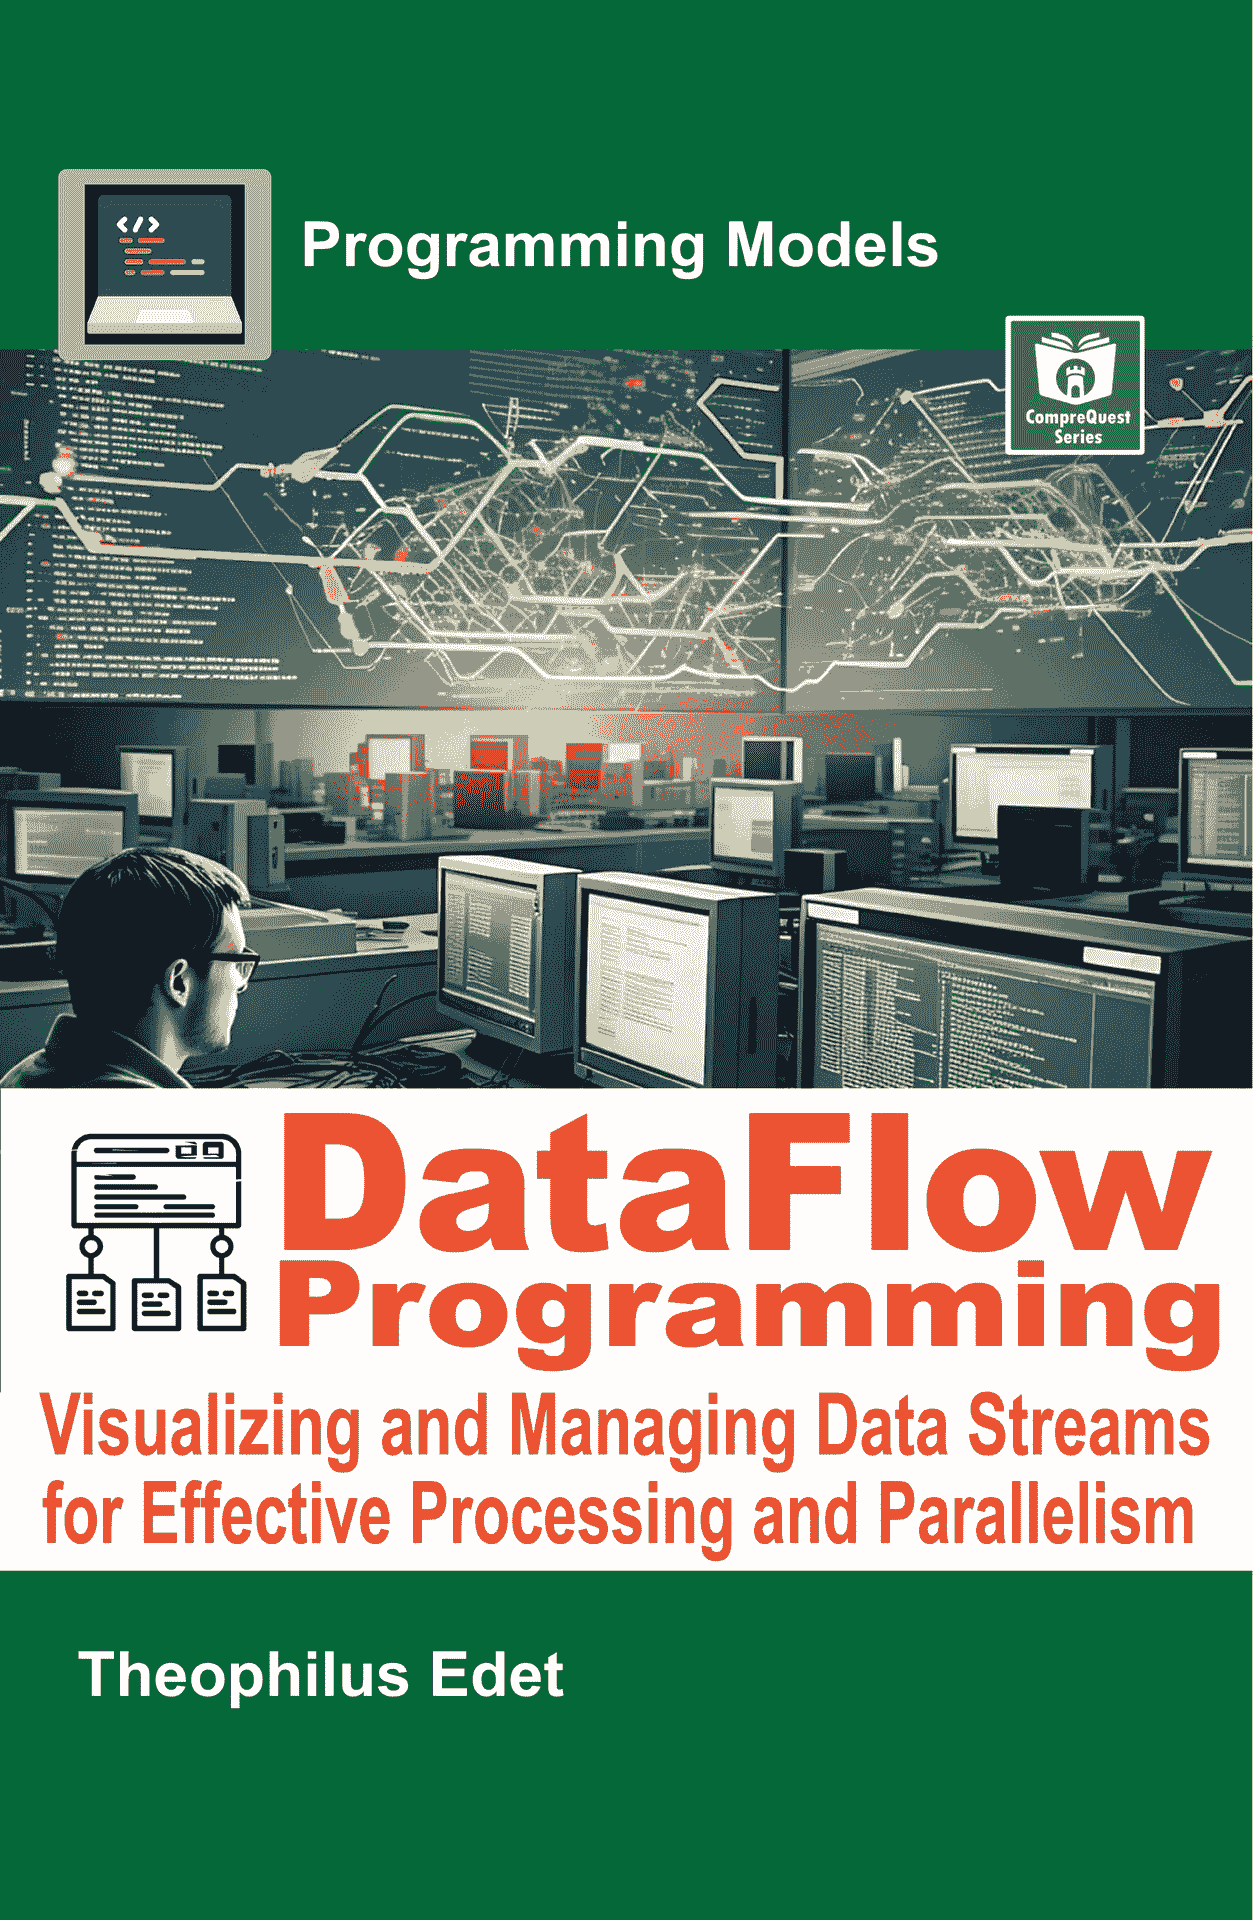 </>
Programming Models
CompreQuest
Series
DataFlow
Programming
Visualizing and Managing Data Streams
for Effective Processing and Parallelism
Theophilus Edet